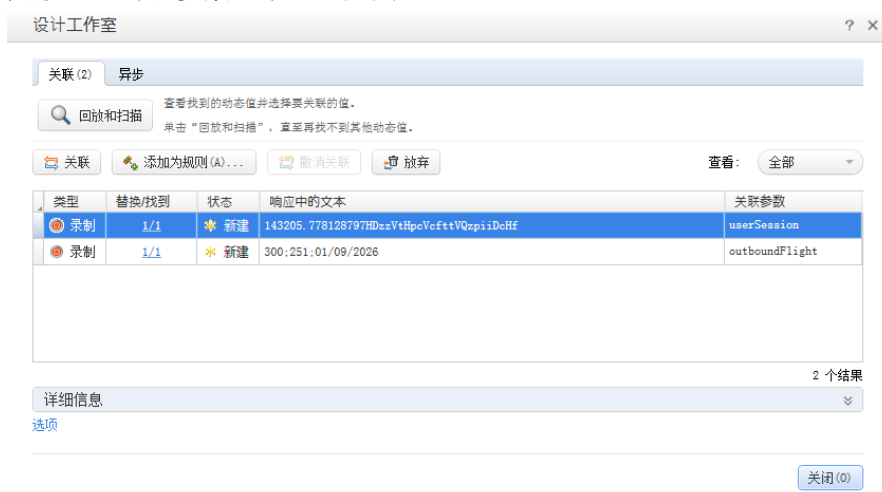 设计工作室 ? ×
关联(2) 异步
回放和扫描
查看找到的动态值并选择要关联的值。
单击“回放和扫描”，直至再找不到其他动态值。
关联 添加为规则(A)... 撤消关联 放弃 查看: 全部
类型 替换/找到 状态 响应中的文本 关联参数
录制 1/1 新建 143205.778128797HDzzVtHpcVcfttVQzpiiDcHf userSession
录制 1/1 新建 300;251;01/09/2026 outboundFlight
2 个结果
详细信息
选项
关闭(O)